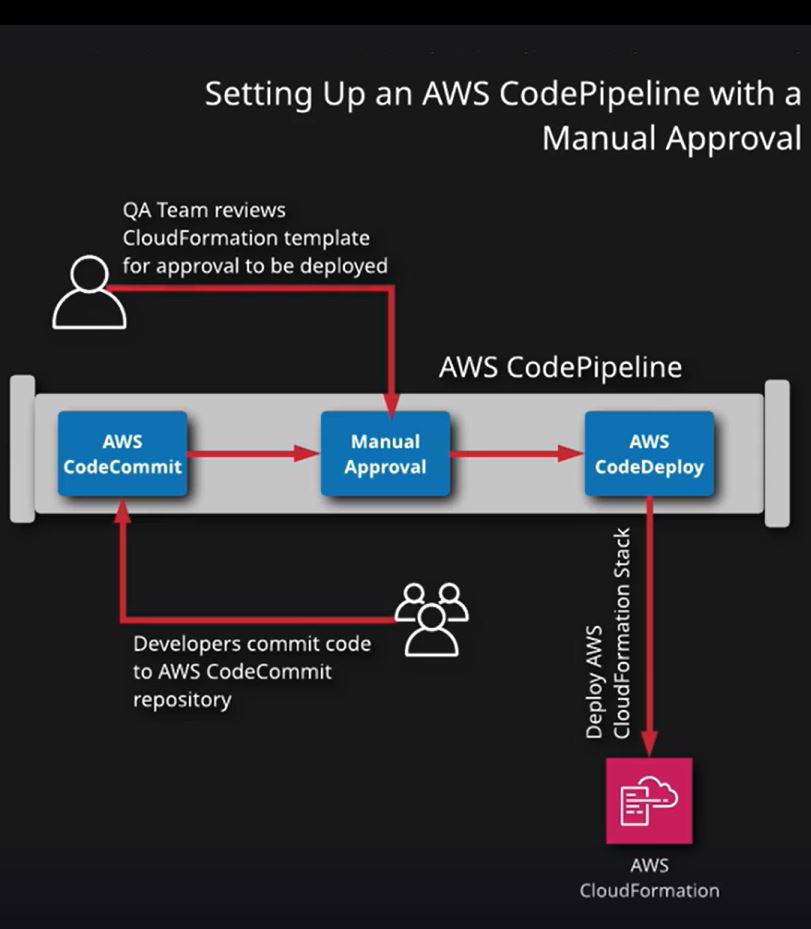 Setting Up an AWS CodePipeline with a
Manual Approval
QA Team reviews
CloudFormation template
for approval to be deployed
AWS CodePipeline
AWS
CodeCommit
Manual
Approval
AWS
CodeDeploy
Developers commit code
to AWS CodeCommit
repository
Deploy AWS
CloudFormation Stack
AWS
CloudFormation